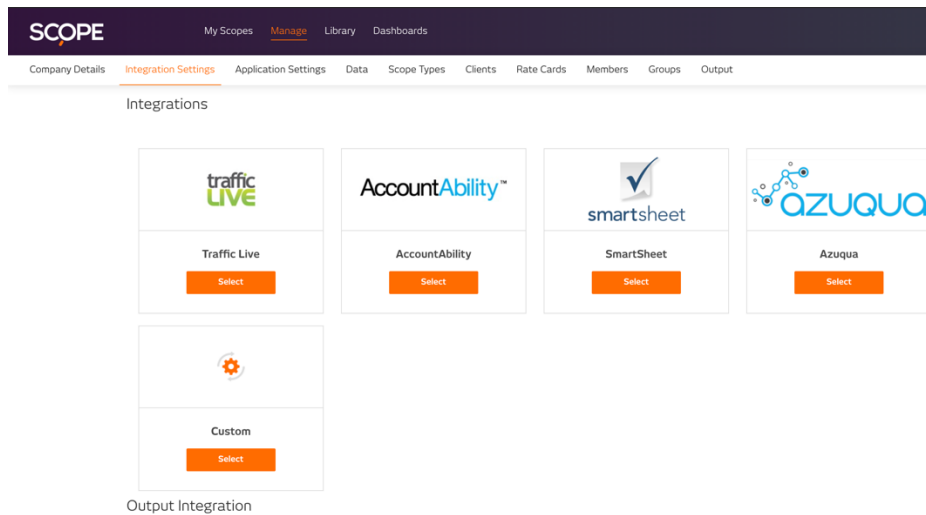 SCOPE
My Scopes Manage Library Dashboards
Company Details Integration Settings Application Settings Data Scope Types Clients Rate Cards Members Groups Output
Integrations
traffic LIVE AccountAbility™ smartsheet azuqua
Traffic Live AccountAbility SmartSheet Azuqua
Select Select Select Select
Custom
Select
Output Integration